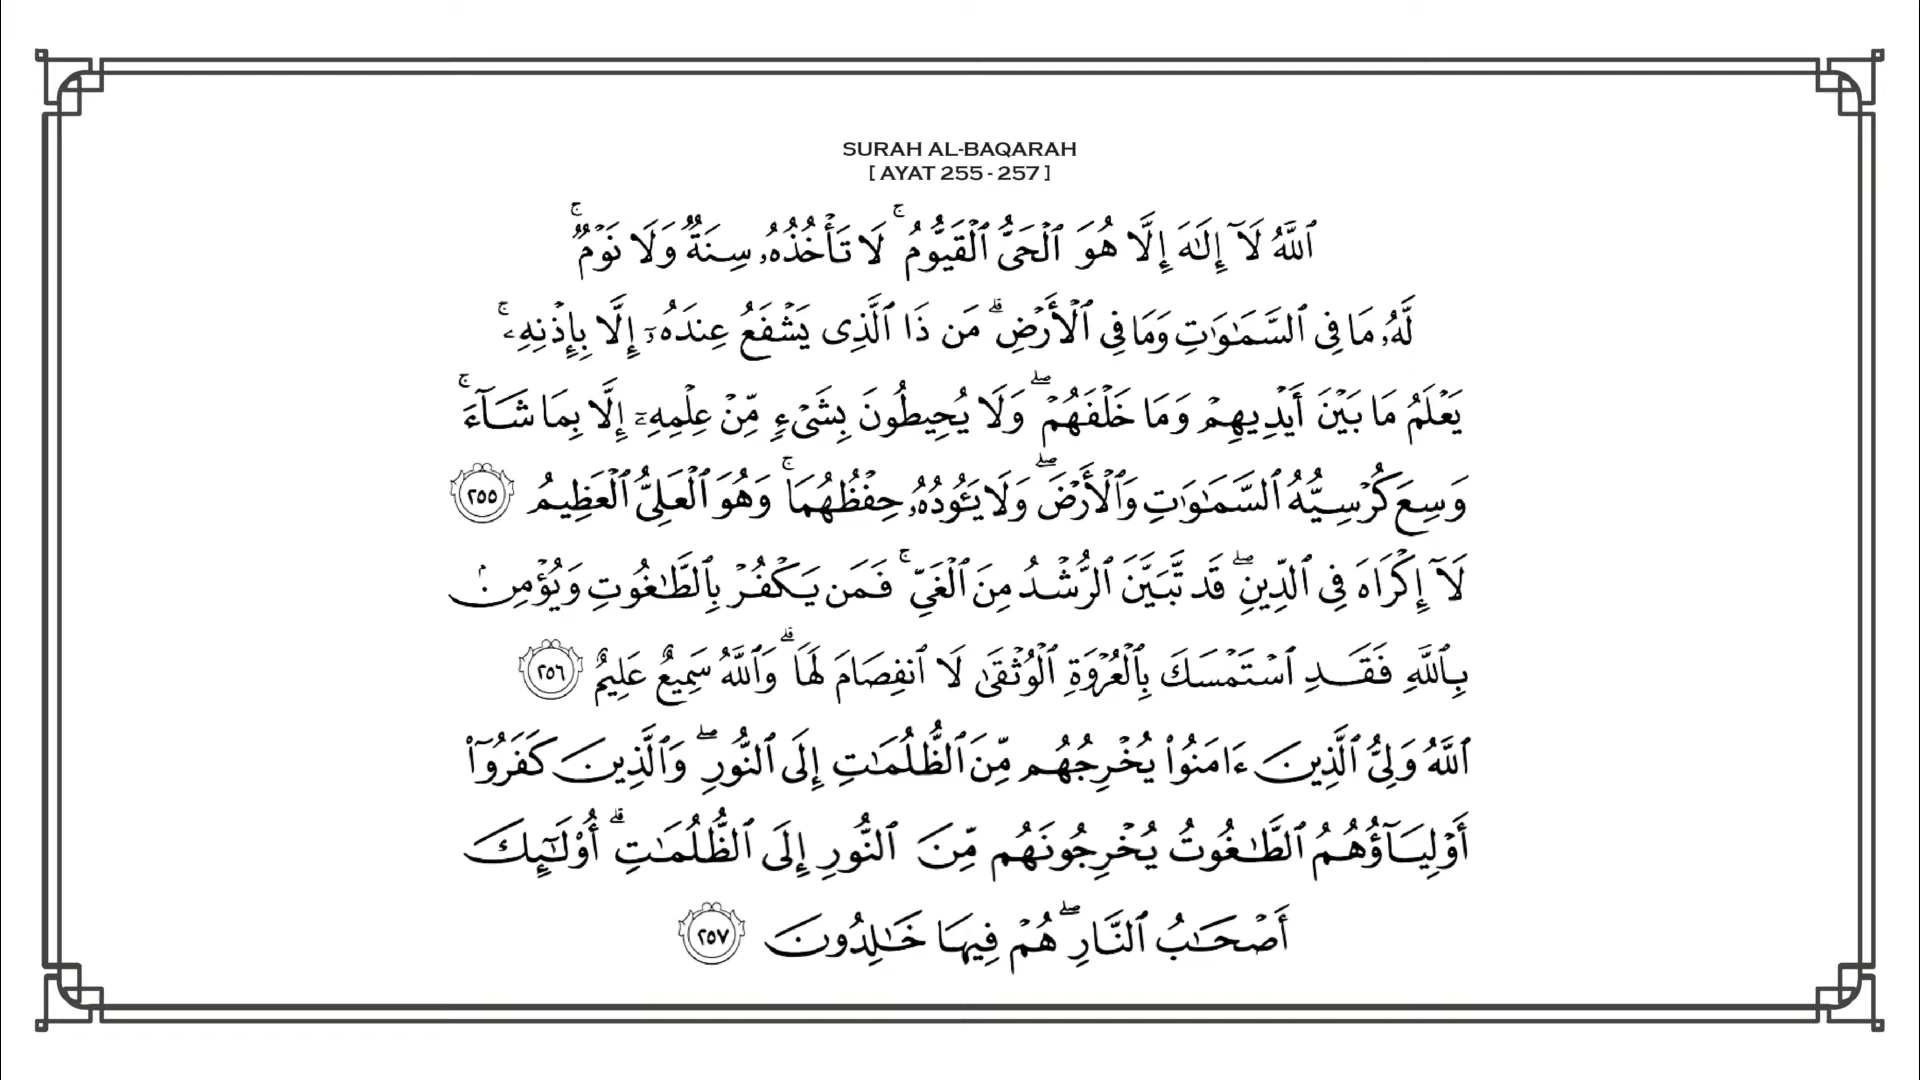 SURAH AL-BAQARAH
[ AYAT 255 - 257 ]
ٱللَّهُ لَآ إِلَٰهَ إِلَّا هُوَ ٱلْحَىُّ ٱلْقَيُّومُ ۚ لَا تَأْخُذُهُۥ سِنَةٌ وَلَا نَوْمٌ ۚ
لَّهُۥ مَا فِى ٱلسَّمَٰوَٰتِ وَمَا فِى ٱلْأَرْضِ ۗ مَن ذَا ٱلَّذِى يَشْفَعُ عِندَهُۥٓ إِلَّا بِإِذْنِهِۦ ۚ
يَعْلَمُ مَا بَيْنَ أَيْدِيهِمْ وَمَا خَلْفَهُمْ ۖ وَلَا يُحِيطُونَ بِشَىْءٍ مِّنْ عِلْمِهِۦٓ إِلَّا بِمَا شَآءَ ۚ
وَسِعَ كُرْسِيُّهُ ٱلسَّمَٰوَٰتِ وَٱلْأَرْضَ ۖ وَلَا يَـُٔودُهُۥ حِفْظُهُمَا ۚ وَهُوَ ٱلْعَلِىُّ ٱلْعَظِيمُ ٢٥٥
لَآ إِكْرَاهَ فِى ٱلدِّينِ ۖ قَد تَّبَيَّنَ ٱلرُّشْدُ مِنَ ٱلْغَىِّ ۚ فَمَن يَكْفُرْ بِٱلطَّٰغُوتِ وَيُؤْمِنۢ
بِٱللَّهِ فَقَدِ ٱسْتَمْسَكَ بِٱلْعُرْوَةِ ٱلْوُثْقَىٰ لَا ٱنفِصَامَ لَهَا ۗ وَٱللَّهُ سَمِيعٌ عَلِيمٌ ٢٥٦
ٱللَّهُ وَلِىُّ ٱلَّذِينَ ءَامَنُوا۟ يُخْرِجُهُم مِّنَ ٱلظُّلُمَٰتِ إِلَى ٱلنُّورِ ۖ وَٱلَّذِينَ كَفَرُوٓا۟
أَوْلِيَآؤُهُمُ ٱلطَّٰغُوتُ يُخْرِجُونَهُم مِّنَ ٱلنُّورِ إِلَى ٱلظُّلُمَٰتِ ۗ أُو۟لَٰٓئِكَ
أَصْحَٰبُ ٱلنَّارِ ۖ هُمْ فِيهَا خَٰلِدُونَ ٢٥٧